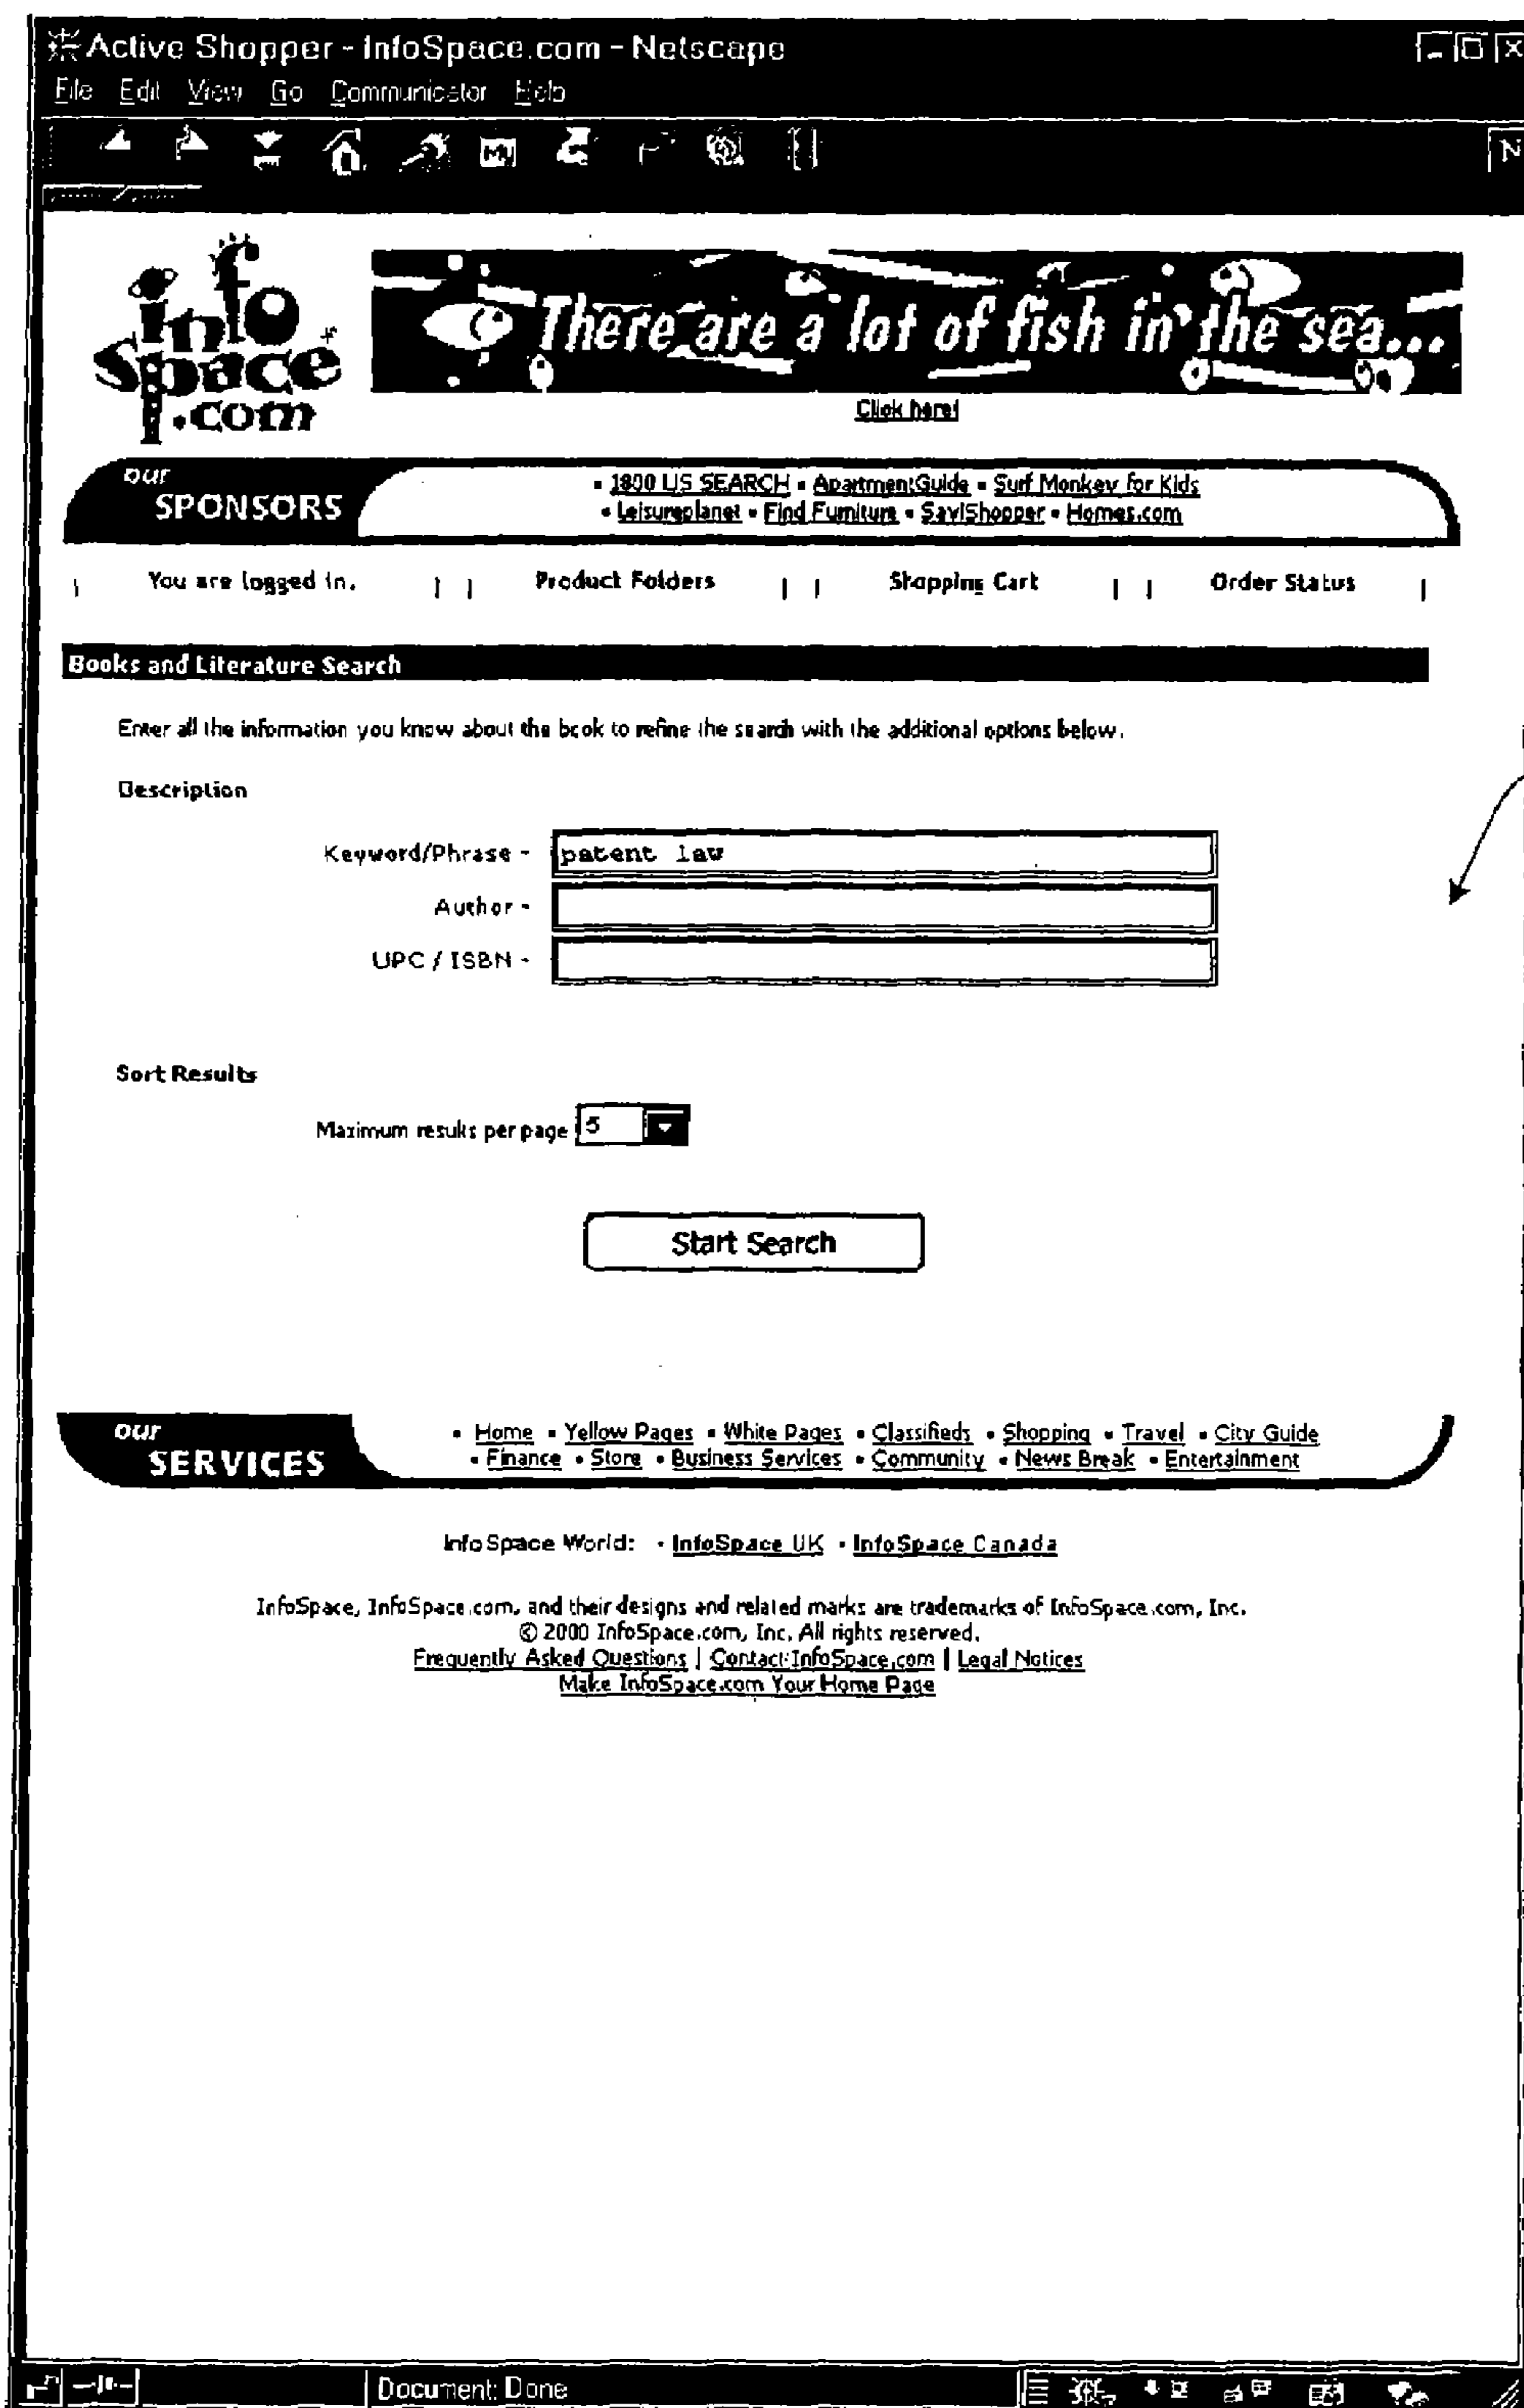 Active Shopper - InfoSpace.com - Netscape
File Edit View Go Communicator Help
My
N
info
space
.com
There are a lot of fish in the sea...
Click here!
our
SPONSORS
▪ 1800 US SEARCH ▪ ApartmentGuide ▪ Surf Monkey for Kids
▪ Leisureplanet ▪ Find Furniture ▪ SaviShopper ▪ Homes.com
| You are logged in. | | Product Folders | | Shopping Cart | | Order Status |
Books and Literature Search
Enter all the information you know about the book to refine the search with the additional options below.
Description
Keyword/Phrase - patent law
Author -
UPC / ISBN -
Sort Results
Maximum results per page 5
Start Search
our
SERVICES
▪ Home ▪ Yellow Pages ▪ White Pages ▪ Classifieds ▪ Shopping ▪ Travel ▪ City Guide
▪ Finance ▪ Store ▪ Business Services ▪ Community ▪ News Break ▪ Entertainment
InfoSpace World: ▪ InfoSpace UK ▪ InfoSpace Canada
InfoSpace, InfoSpace.com, and their designs and related marks are trademarks of InfoSpace.com, Inc.
© 2000 InfoSpace.com, Inc. All rights reserved.
Frequently Asked Questions | Contact InfoSpace.com | Legal Notices
Make InfoSpace.com Your Home Page
Document: Done